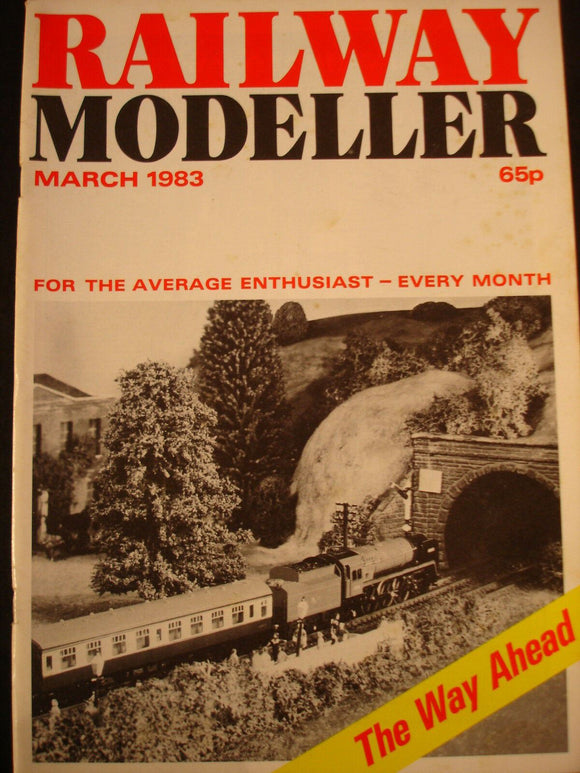 RAILWAY
MODELLER
MARCH 1983 65p
FOR THE AVERAGE ENTHUSIAST – EVERY MONTH
The Way Ahead